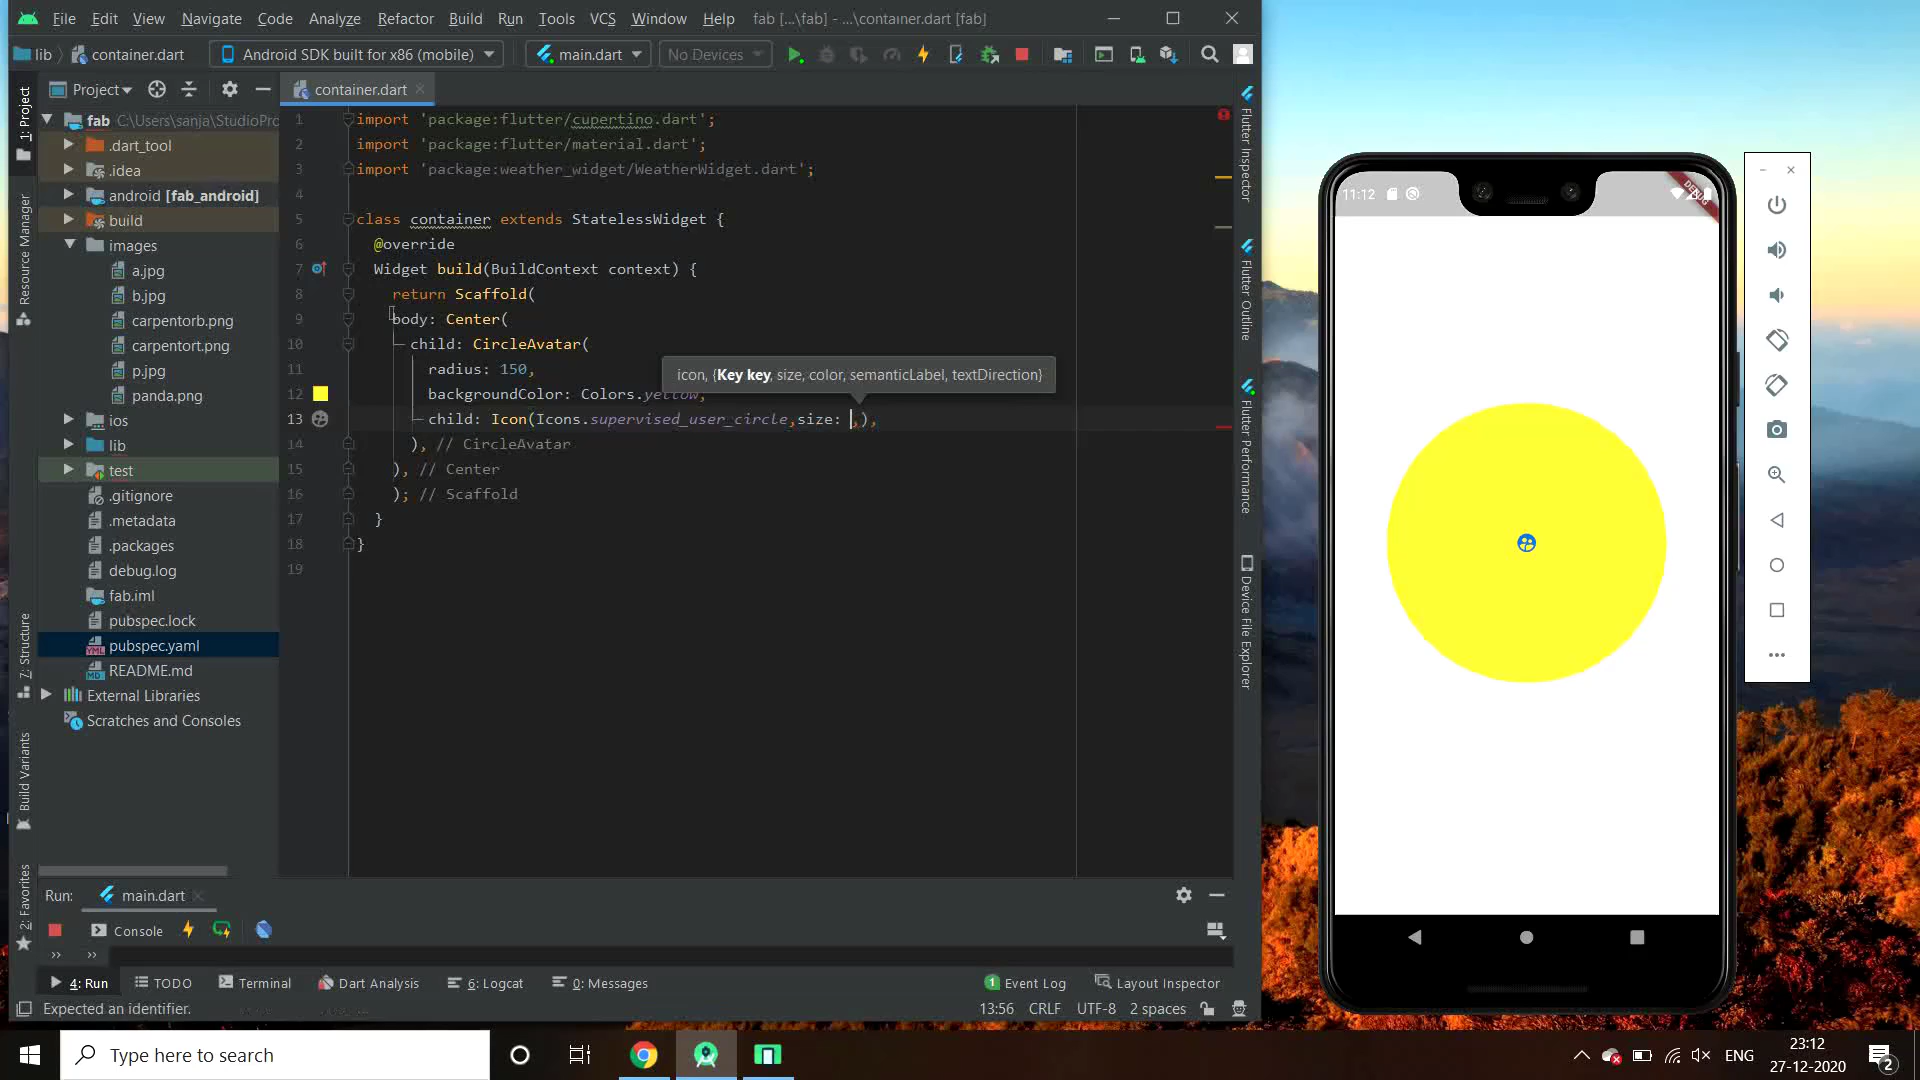 File Edit View Navigate Code Analyze Refactor Build Run Tools VCS Window Help fab [...\fab] - ...\container.dart [fab]
lib container.dart Android SDK built for x86 (mobile) main.dart No Devices
Project container.dart
fab C:\Users\sanja\StudioPro
.dart_tool
.idea
android [fab_android]
build
images
a.jpg
b.jpg
carpentorb.png
carpentort.png
p.jpg
panda.png
ios
lib
test
.gitignore
.metadata
.packages
debug.log
fab.iml
pubspec.lock
pubspec.yaml
README.md
External Libraries
Scratches and Consoles
1: Project
Resource Manager
7: Structure
Build Variants
2: Favorites
1 import 'package:flutter/cupertino.dart';
2 import 'package:flutter/material.dart';
3 import 'package:weather_widget/WeatherWidget.dart';
4
5 class container extends StatelessWidget {
6 @override
7 Widget build(BuildContext context) {
8 return Scaffold(
9 body: Center(
10 child: CircleAvatar(
11 radius: 150,
icon, {Key key, size, color, semanticLabel, textDirection}
12 backgroundColor: Colors.yellow,
13 child: Icon(Icons.supervised_user_circle,size: ,),
14 ), // CircleAvatar
15 ), // Center
16 ); // Scaffold
17 }
18 }
19
Flutter Inspector
Flutter Outline
Flutter Performance
Device File Explorer
11:12
DEBUG
Run: main.dart
Console
4: Run TODO Terminal Dart Analysis 6: Logcat 0: Messages 1 Event Log Layout Inspector
Expected an identifier. 13:56 CRLF UTF-8 2 spaces
Type here to search
ENG
23:12
27-12-2020
2